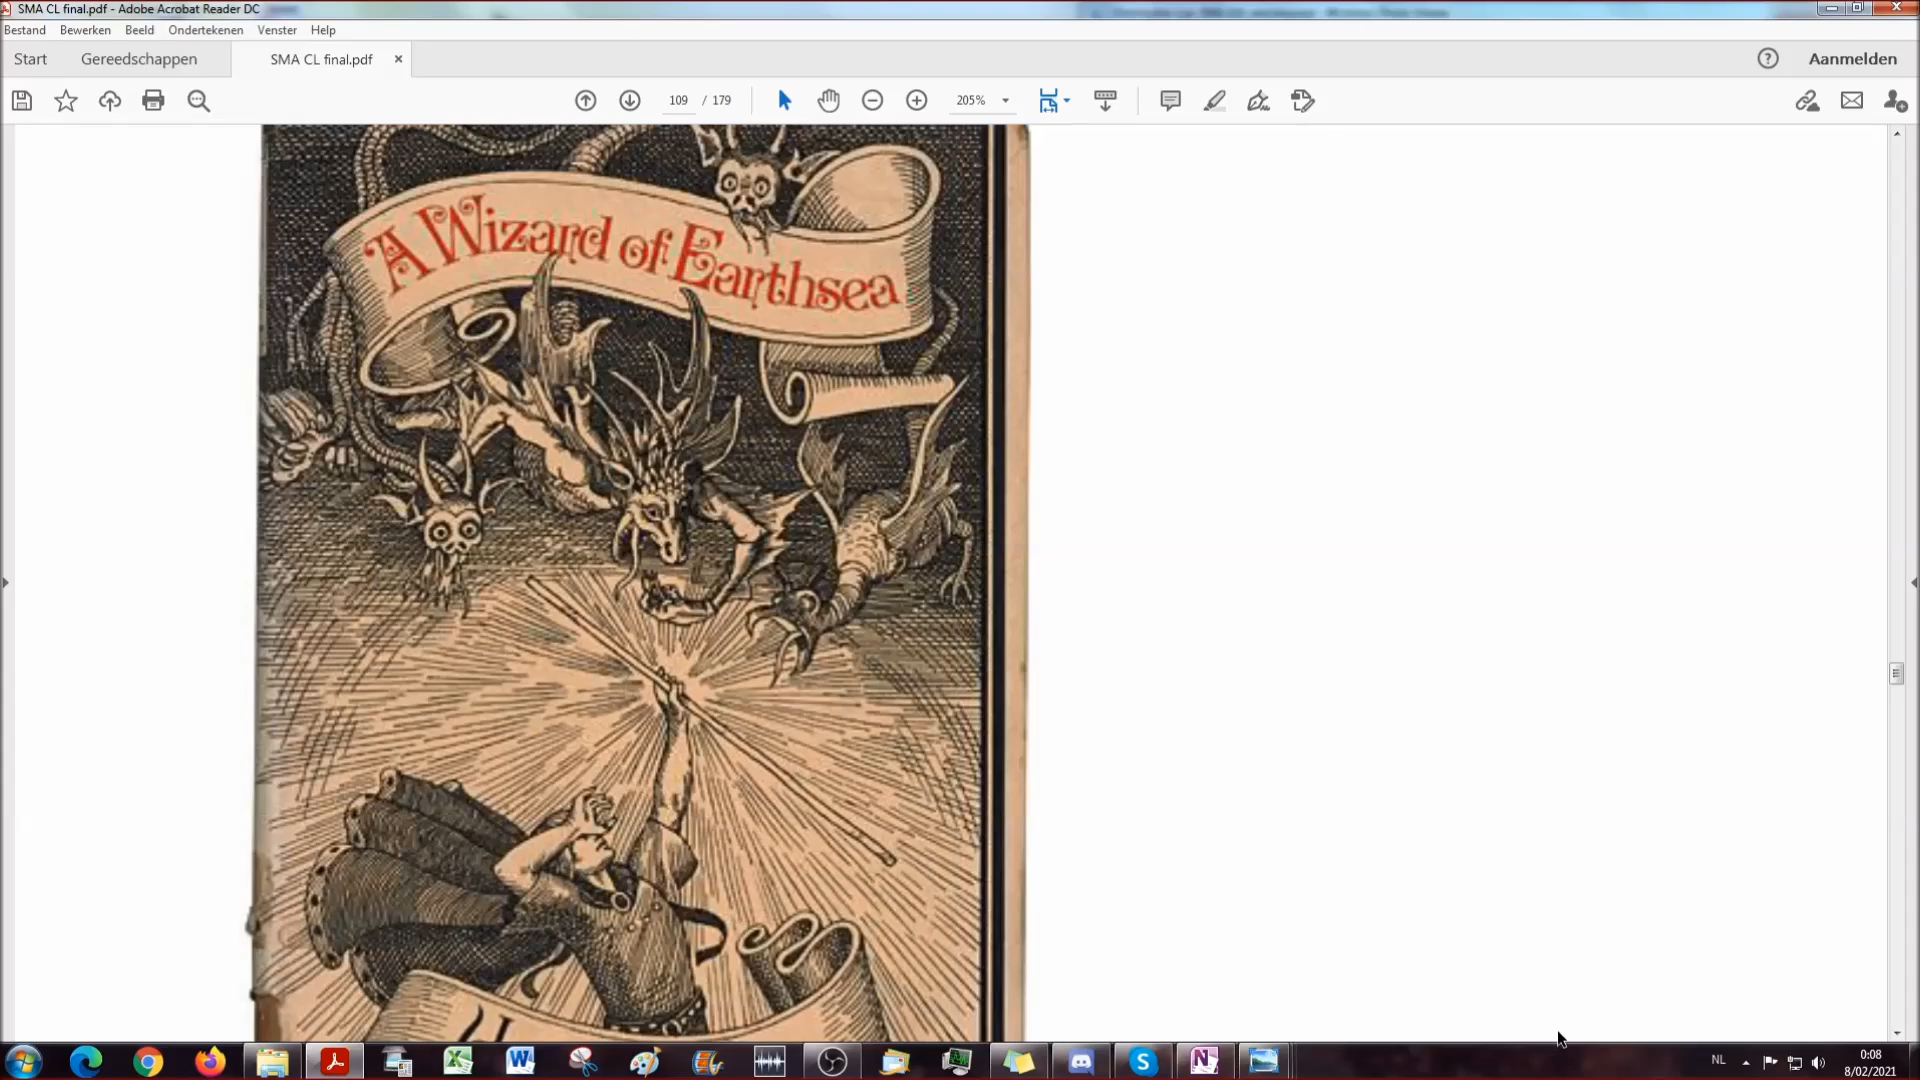 SMA CL final.pdf - Adobe Acrobat Reader DC
Bestand Bewerken Beeld Ondertekenen Venster Help
Start Gereedschappen SMA CL final.pdf Aanmelden
109 / 179 205%
A Wizard of Earthsea
NL 0:08
8/02/2021